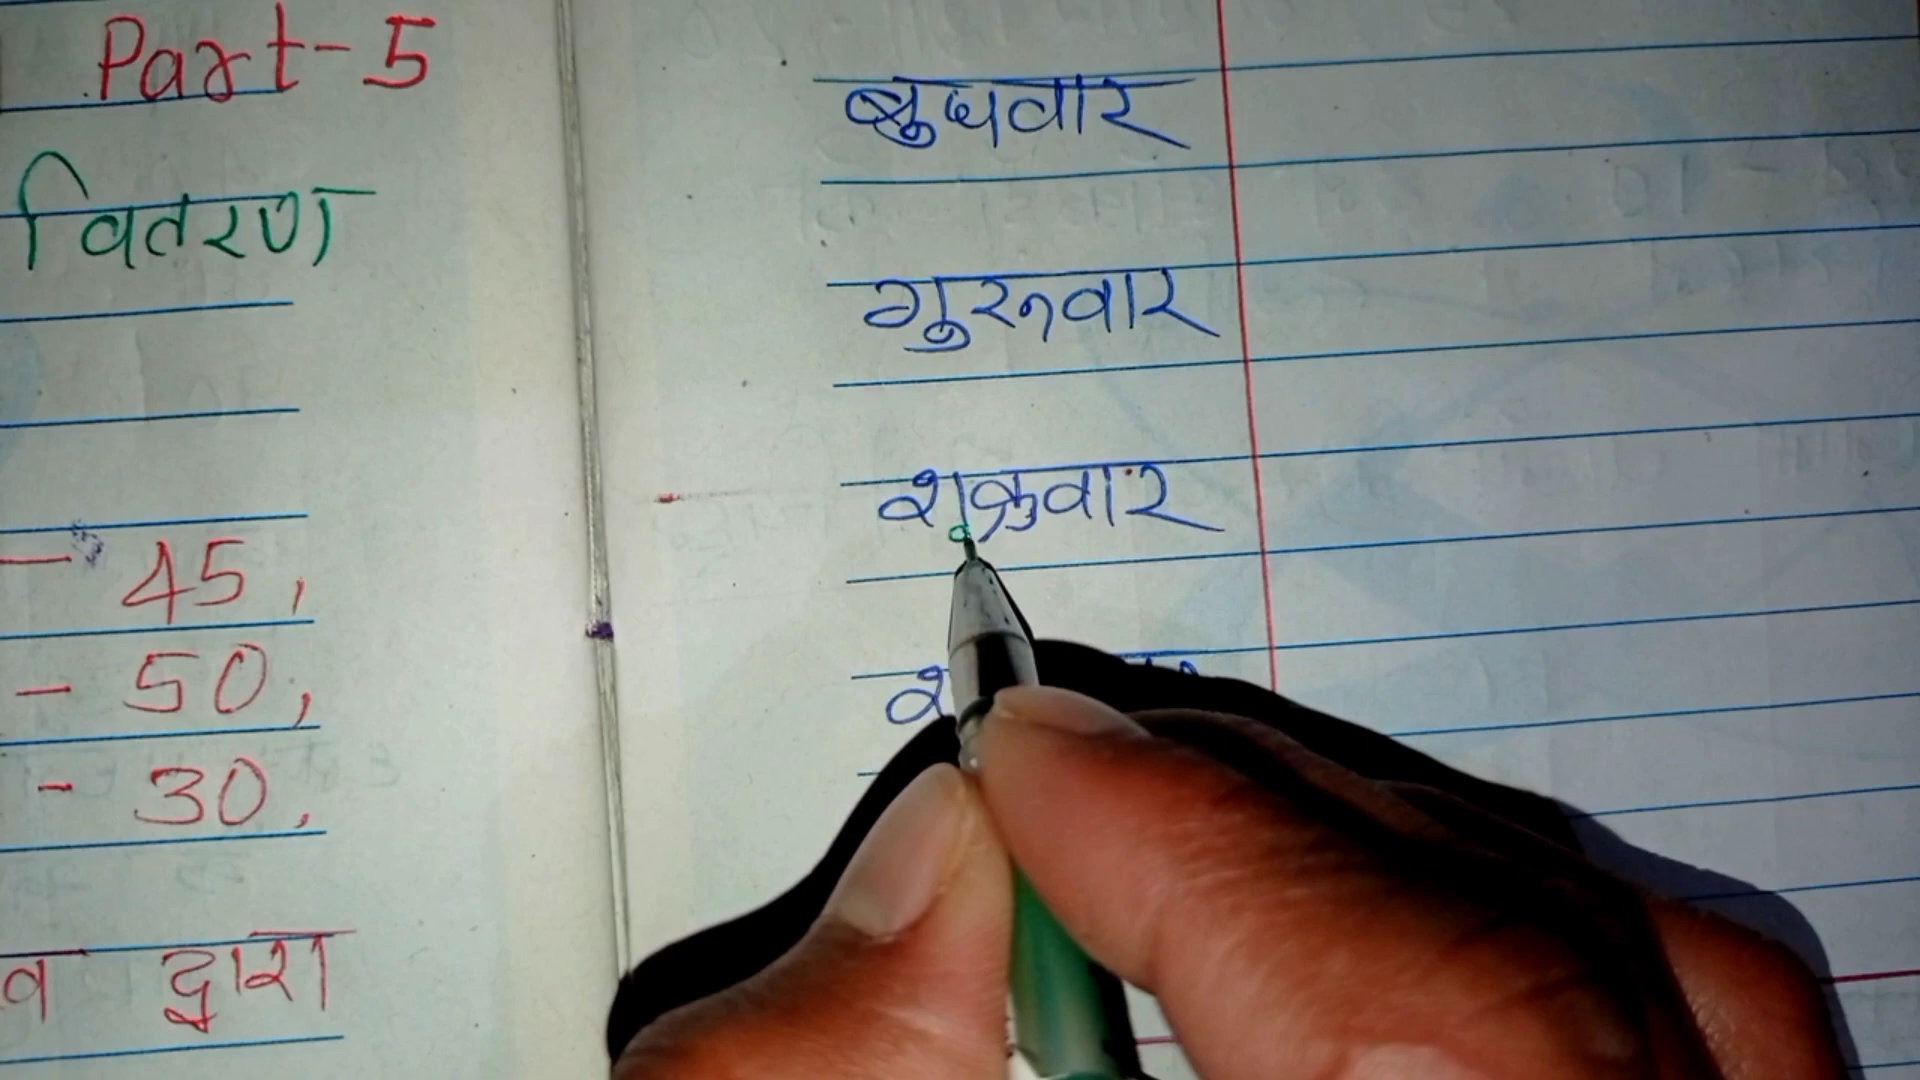 Part-5
वितरण
- 45,
- 50,
- 30,
व द्वारा
बुधवार
गुरुवार
शुक्रवार